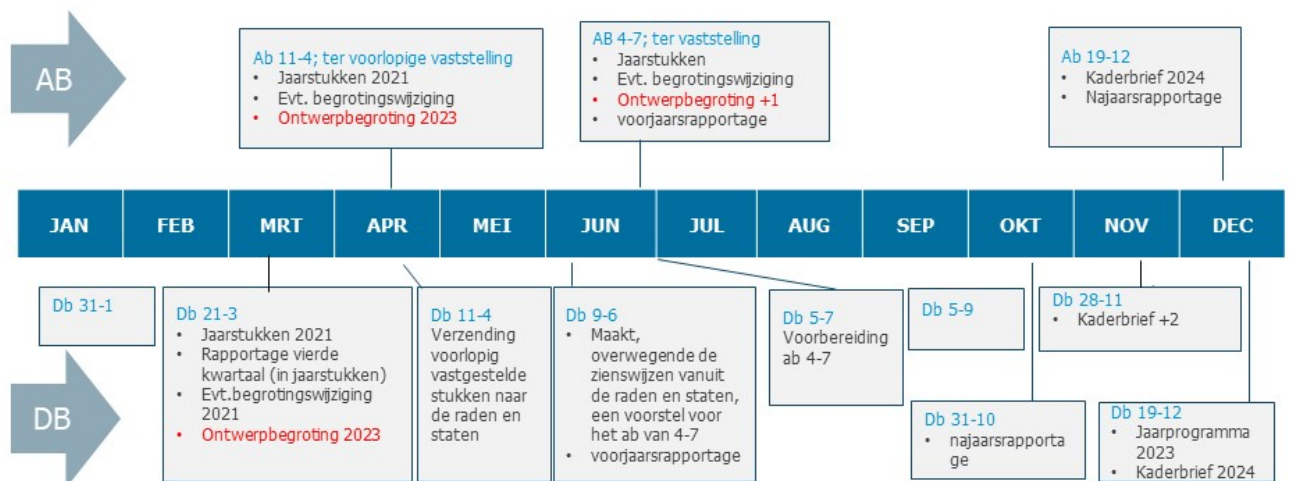 AB
Ab 11-4; ter voorlopige vaststelling
• Jaarstukken 2021
• Evt. begrotingswijziging
• Ontwerpbegroting 2023
AB 4-7; ter vaststelling
• Jaarstukken
• Evt. begrotingswijziging
• Ontwerpbegroting +1
• voorjaarsrapportage
Ab 19-12
• Kaderbrief 2024
• Najaarsrapportage
JAN FEB MRT APR MEI JUN JUL AUG SEP OKT NOV DEC
DB
Db 31-1
Db 21-3
• Jaarstukken 2021
• Rapportage vierde
kwartaal (in jaarstukken)
• Evt.begrotingswijziging
2021
• Ontwerpbegroting 2023
Db 11-4
Verzending
voorlopig
vastgestelde
stukken naar
de raden en
staten
Db 9-6
• Maakt,
overwegende de
zienswijzen vanuit
de raden en staten,
een voorstel voor
het ab van 4-7
• voorjaarsrapportage
Db 5-7
Voorbereiding
ab 4-7
Db 5-9
Db 31-10
• najaarsrapporta
ge
Db 28-11
• Kaderbrief +2
Db 19-12
• Jaarprogramma
2023
• Kaderbrief 2024